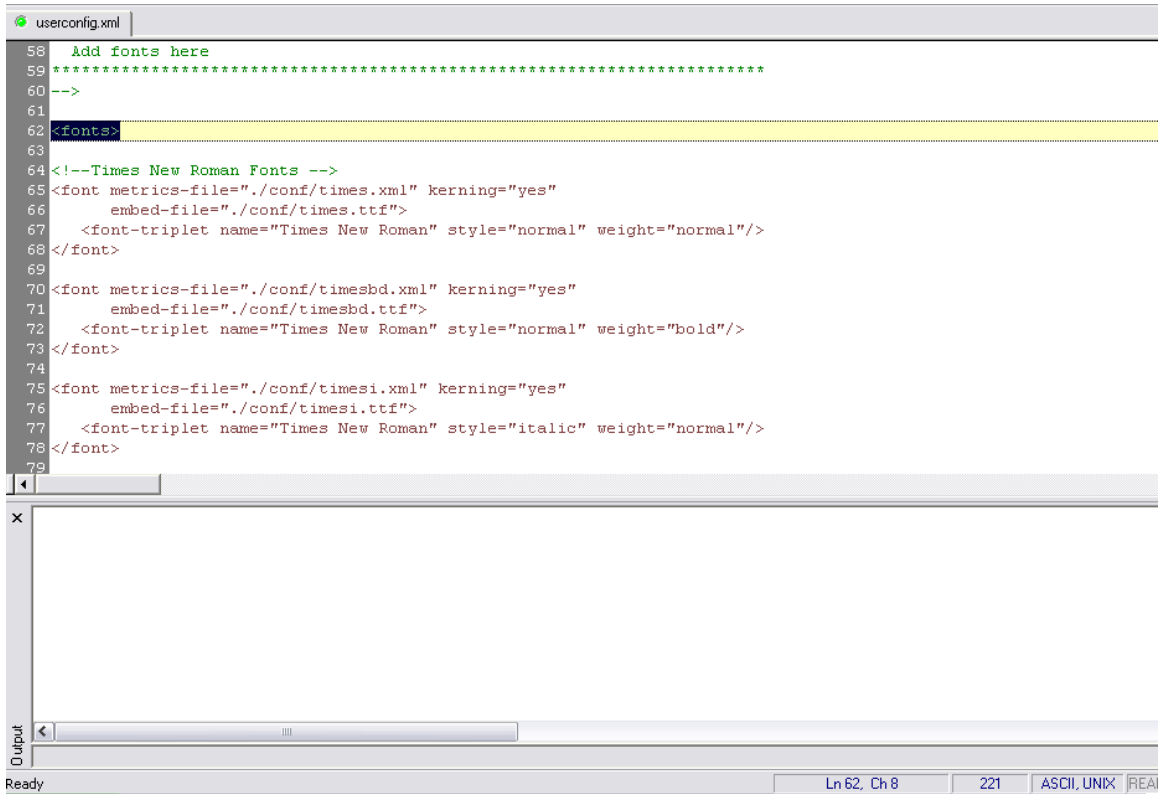 userconfig.xml
58   Add fonts here
59 ************************************************************************
60 -->
61
62 <fonts>
63
64 <!--Times New Roman Fonts -->
65 <font metrics-file="./conf/times.xml" kerning="yes"
66       embed-file="./conf/times.ttf">
67    <font-triplet name="Times New Roman" style="normal" weight="normal"/>
68 </font>
69
70 <font metrics-file="./conf/timesbd.xml" kerning="yes"
71       embed-file="./conf/timesbd.ttf">
72    <font-triplet name="Times New Roman" style="normal" weight="bold"/>
73 </font>
74
75 <font metrics-file="./conf/timesi.xml" kerning="yes"
76       embed-file="./conf/timesi.ttf">
77    <font-triplet name="Times New Roman" style="italic" weight="normal"/>
78 </font>
79
Output
Ready Ln 62, Ch 8 221 ASCII, UNIX REA